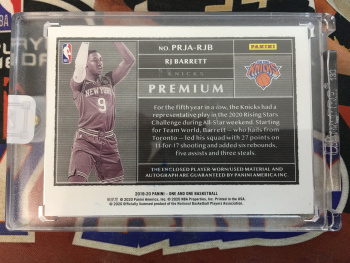 NO. PRJA-RJB
PANINI
RJ BARRETT
KNICKS
NEW YORK
KNICKS
PREMIUM
NEW YORK
9
For the fifth year in a row, the Knicks had a
representative play in the 2020 Rising Stars
Challenge during All-Star weekend. Starting
for Team World, Barrett — who hails from
Toronto — led his squad with 27 points on
11-for-17 shooting and added six rebounds,
five assists and three steals.
THE ENCLOSED PLAYER-WORN/USED MATERIAL AND
AUTOGRAPH ARE GUARANTEED BY PANINI AMERICA INC.
2019-20 PANINI – ONE AND ONE BASKETBALL
© 2020 Panini America, Inc. © 2020 NBA Properties, Inc. Printed in the USA.
© 2020 Officially licensed product of the National Basketball Players Association.